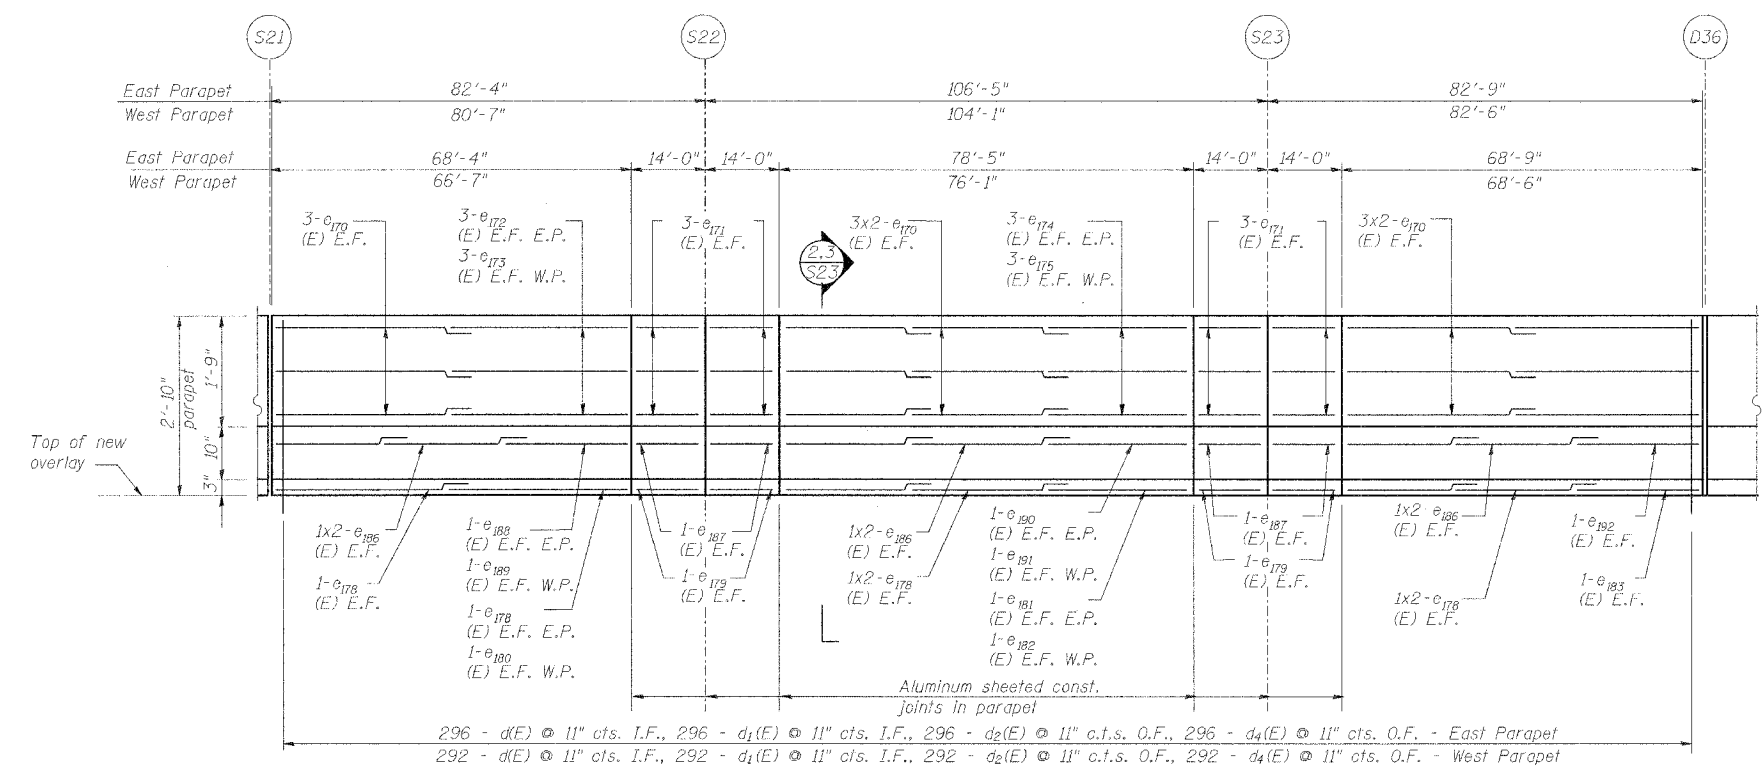 S21
S22
S23
D36
East Parapet 82'-4" 106'-5" 82'-9"
West Parapet 80'-7" 104'-1" 82'-6"
East Parapet 68'-4" 14'-0" 14'-0" 78'-5" 14'-0" 14'-0" 68'-9"
West Parapet 66'-7" 76'-1" 68'-6"
3-e170
(E) E.F.
3-e172
(E) E.F. E.P.
3-e173
(E) E.F. W.P.
3-e171
(E) E.F.
2,3
S23
3x2-e170
(E) E.F.
3-e174
(E) E.F. E.P.
3-e175
(E) E.F. W.P.
3-e171
(E) E.F.
3x2-e170
(E) E.F.
2'-10"
parapet
1'-9"
10"
3"
Top of new
overlay
1x2-e186
(E) E.F.
1-e178
(E) E.F.
1-e188
(E) E.F. E.P.
1-e189
(E) E.F. W.P.
1-e178
(E) E.F. E.P.
1-e180
(E) E.F. W.P.
1-e187
(E) E.F.
1-e179
(E) E.F.
1x2-e186
(E) E.F.
1x2-e178
(E) E.F.
1-e190
(E) E.F. E.P.
1-e191
(E) E.F. W.P.
1-e181
(E) E.F. E.P.
1-e182
(E) E.F. W.P.
1-e187
(E) E.F.
1-e179
(E) E.F.
1x2-e186
(E) E.F.
1x2-e178
(E) E.F.
1-e192
(E) E.F.
1-e183
(E) E.F.
Aluminum sheeted const.
joints in parapet
296 - d(E) @ 11" cts. I.F., 296 - d1(E) @ 11" cts. I.F., 296 - d2(E) @ 11" c.t.s. O.F., 296 - d4(E) @ 11" cts. O.F. - East Parapet
292 - d(E) @ 11" cts. I.F., 292 - d1(E) @ 11" cts. I.F., 292 - d2(E) @ 11" c.t.s. O.F., 292 - d4(E) @ 11" cts. O.F. - West Parapet